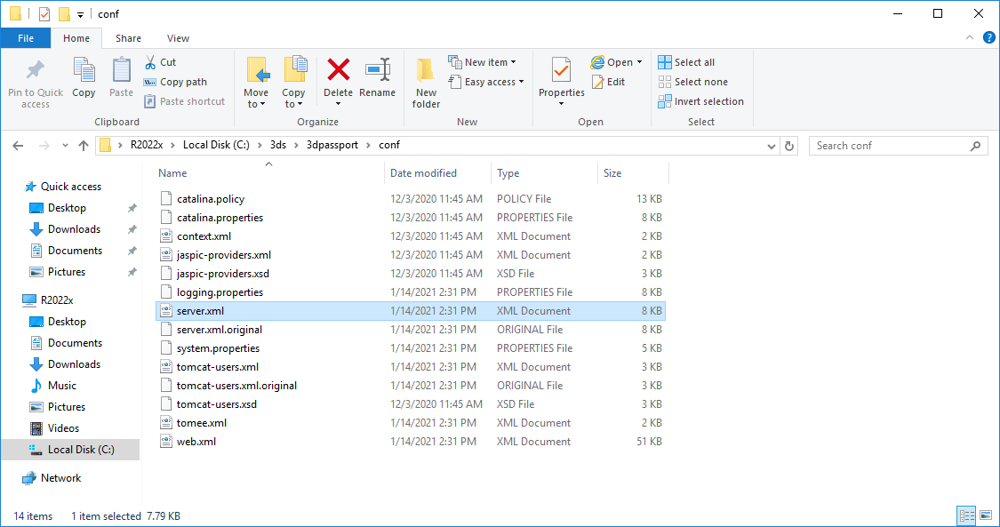 conf
File Home Share View
Pin to Quick access
Copy
Paste
Cut
Copy path
Paste shortcut
Clipboard
Move to
Copy to
Delete
Rename
Organize
New folder
New item
Easy access
New
Properties
Open
Edit
Open
Select all
Select none
Invert selection
Select
R2022x > Local Disk (C:) > 3ds > 3dpassport > conf
Search conf
Quick access
Desktop
Downloads
Documents
Pictures
R2022x
Desktop
Documents
Downloads
Music
Pictures
Videos
Local Disk (C:)
Network
Name Date modified Type Size
catalina.policy 12/3/2020 11:45 AM POLICY File 13 KB
catalina.properties 12/3/2020 11:45 AM PROPERTIES File 8 KB
context.xml 12/3/2020 11:45 AM XML Document 2 KB
jaspic-providers.xml 12/3/2020 11:45 AM XML Document 2 KB
jaspic-providers.xsd 12/3/2020 11:45 AM XSD File 3 KB
logging.properties 1/14/2021 2:31 PM PROPERTIES File 8 KB
server.xml 1/14/2021 2:31 PM XML Document 8 KB
server.xml.original 1/14/2021 2:31 PM ORIGINAL File 8 KB
system.properties 1/14/2021 2:31 PM PROPERTIES File 5 KB
tomcat-users.xml 1/14/2021 2:31 PM XML Document 3 KB
tomcat-users.xml.original 1/14/2021 2:31 PM ORIGINAL File 3 KB
tomcat-users.xsd 12/3/2020 11:45 AM XSD File 3 KB
tomee.xml 1/14/2021 2:31 PM XML Document 2 KB
web.xml 1/14/2021 2:31 PM XML Document 51 KB
14 items 1 item selected 7.79 KB